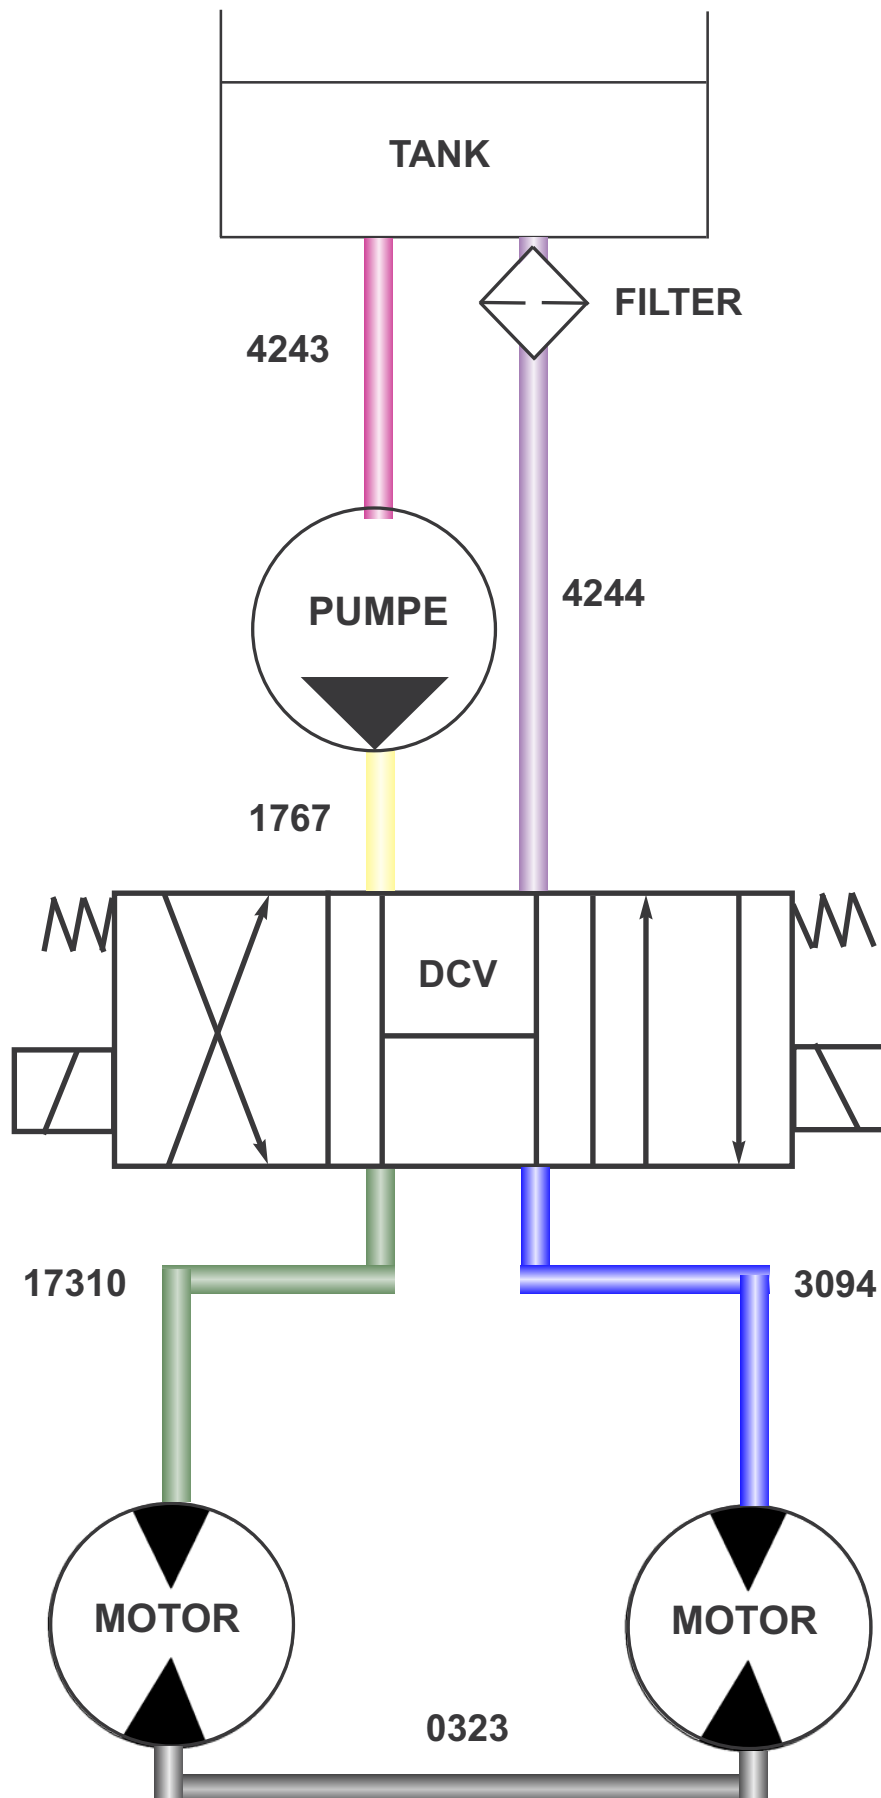 TANK
FILTER
4243
4244
PUMPE
1767
DCV
17310
3094
MOTOR
MOTOR
0323